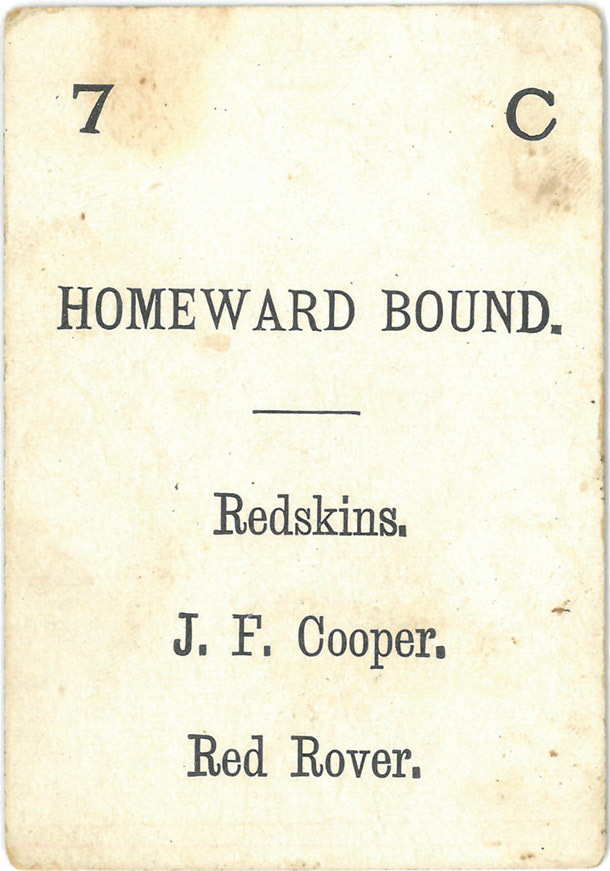 7 C
HOMEWARD BOUND.
Redskins.
J. F. Cooper.
Red Rover.